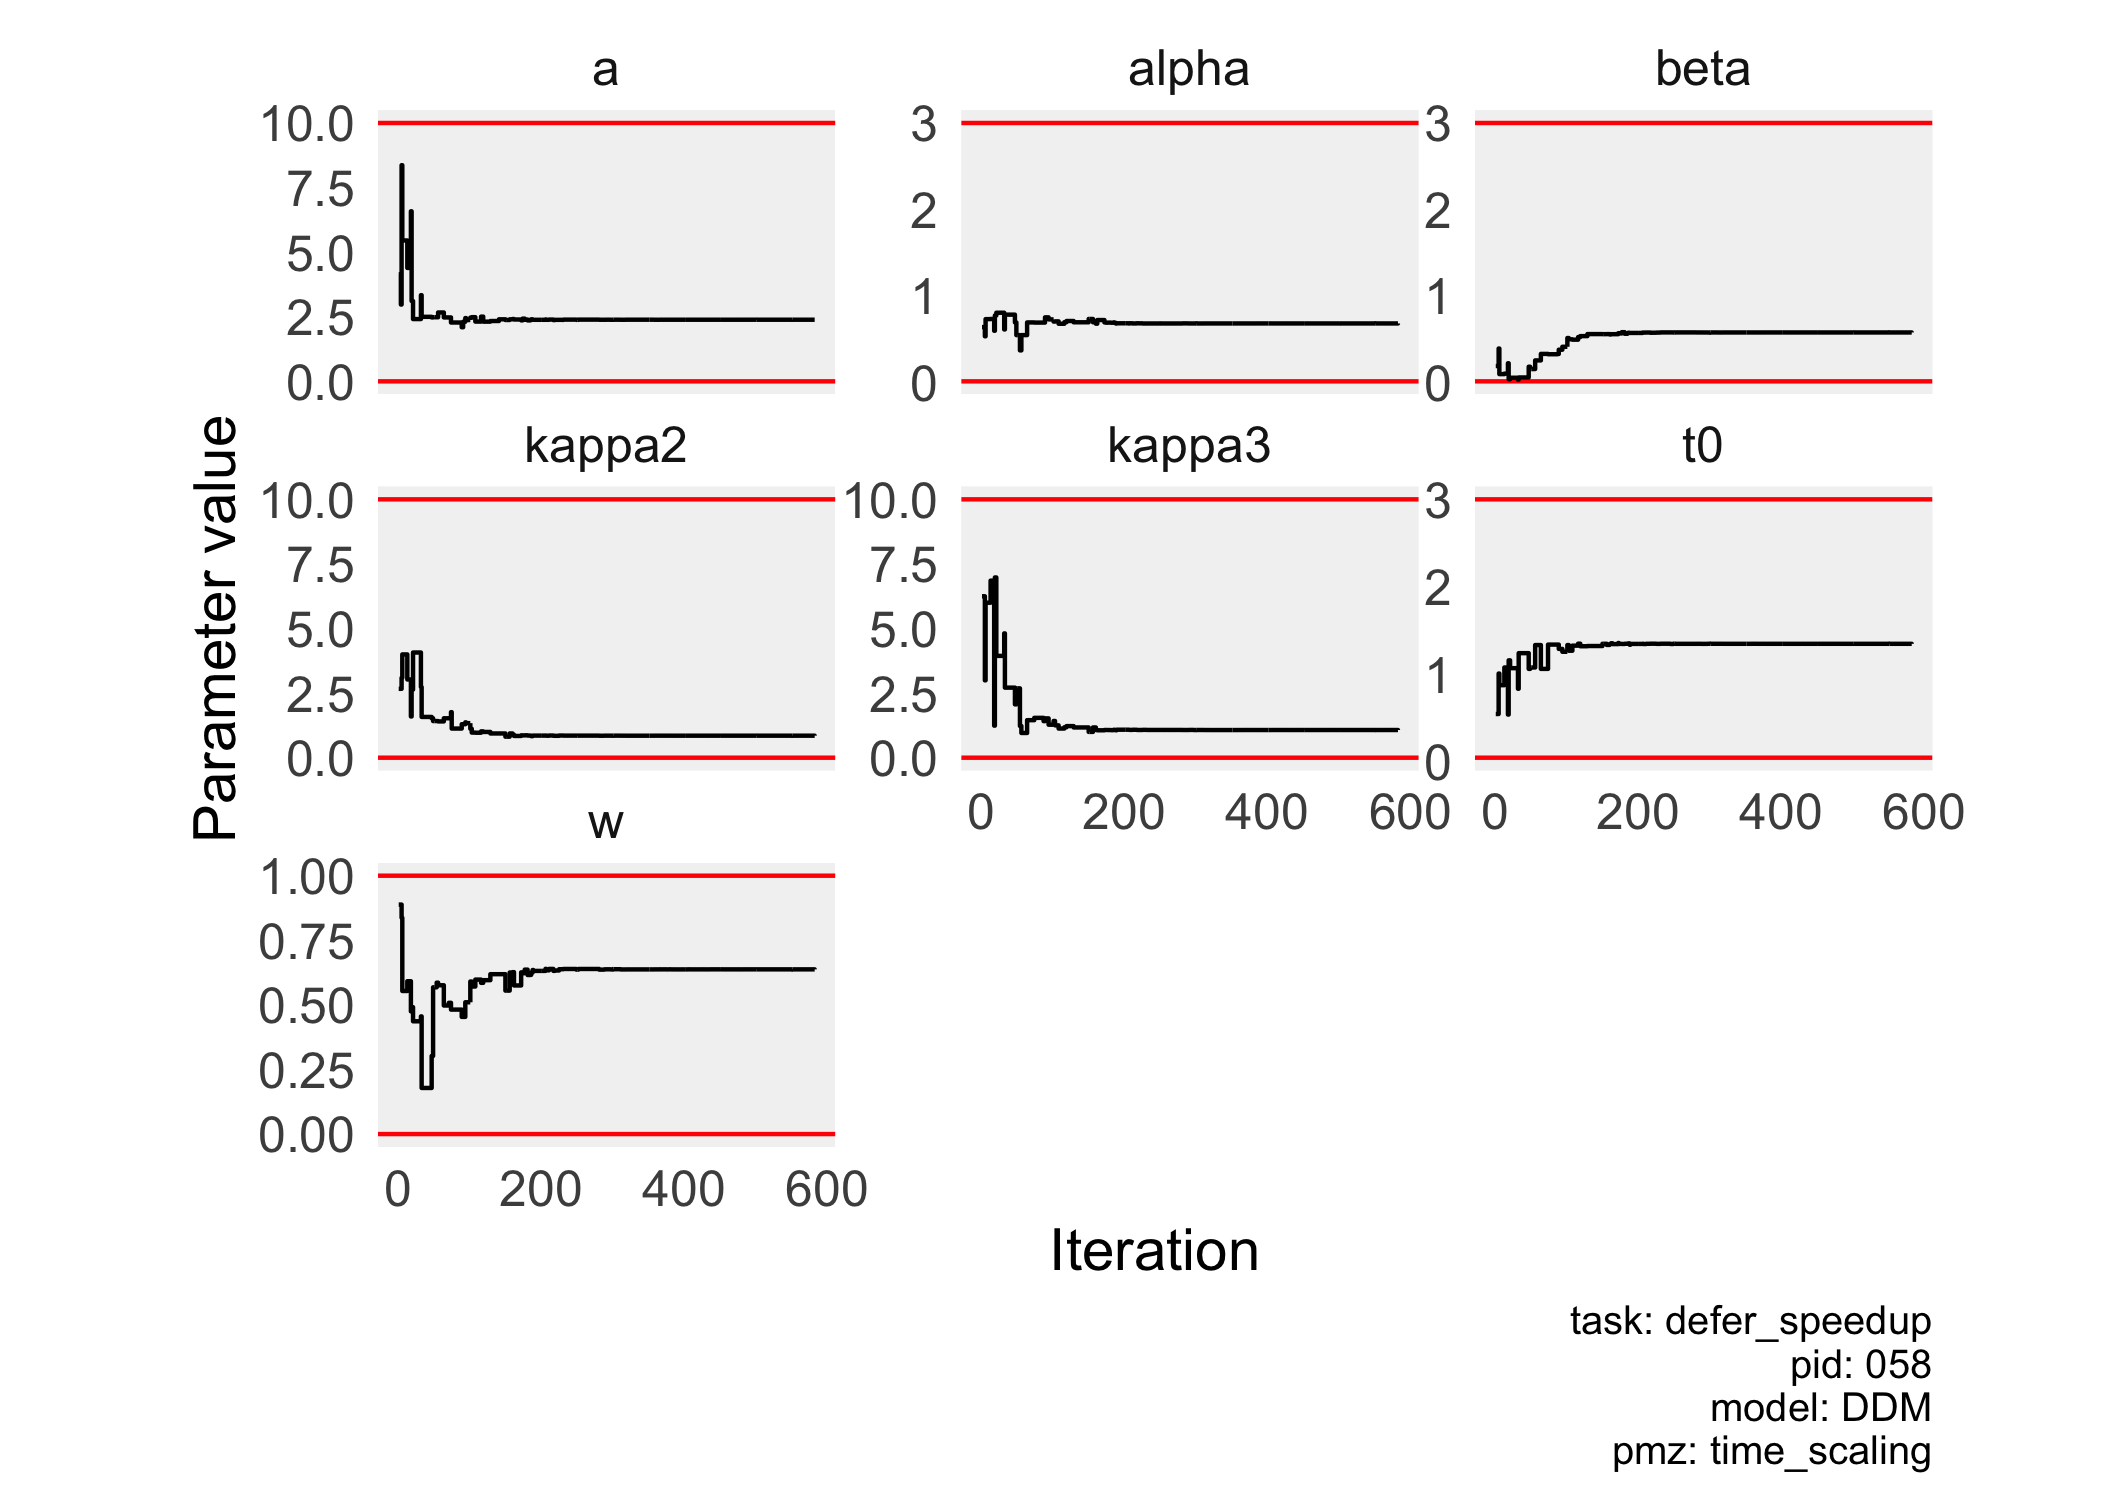 a
alpha
beta
10.0
7.5
5.0
2.5
0.0
3
2
1
0
3
2
1
0
kappa2
kappa3
t0
10.0
7.5
5.0
2.5
0.0
10.0
7.5
5.0
2.5
0.0
3
2
1
0
0 200 400 600
0 200 400 600
w
1.00
0.75
0.50
0.25
0.00
0 200 400 600
Parameter value
Iteration
task: defer_speedup
pid: 058
model: DDM
pmz: time_scaling